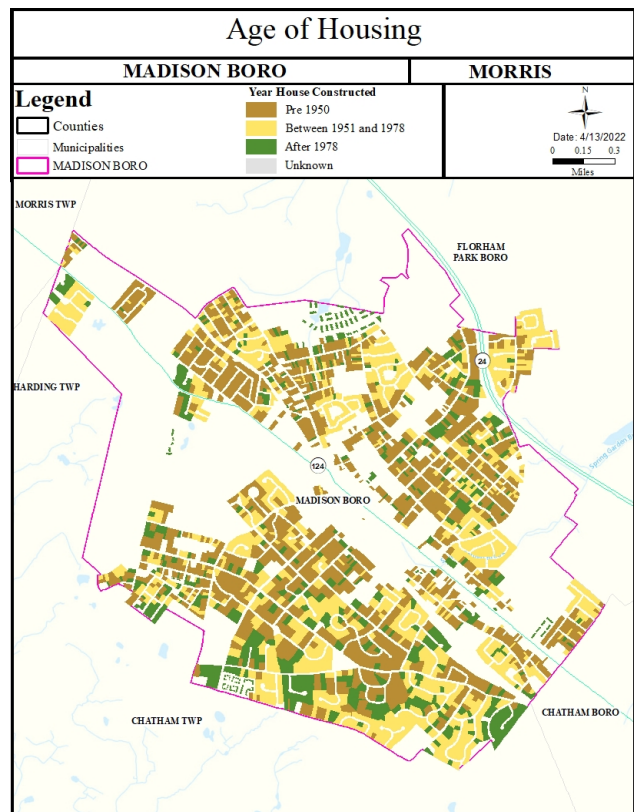 Age of Housing
MADISON BORO
MORRIS
Legend
Counties
Municipalities
MADISON BORO
Year House Constructed
Pre 1950
Between 1951 and 1978
After 1978
Unknown
N
Date: 4/13/2022
0 0.15 0.3
Miles
MORRIS TWP
FLORHAM
PARK BORO
24
HARDING TWP
124
MADISON BORO
CHATHAM TWP
CHATHAM BORO